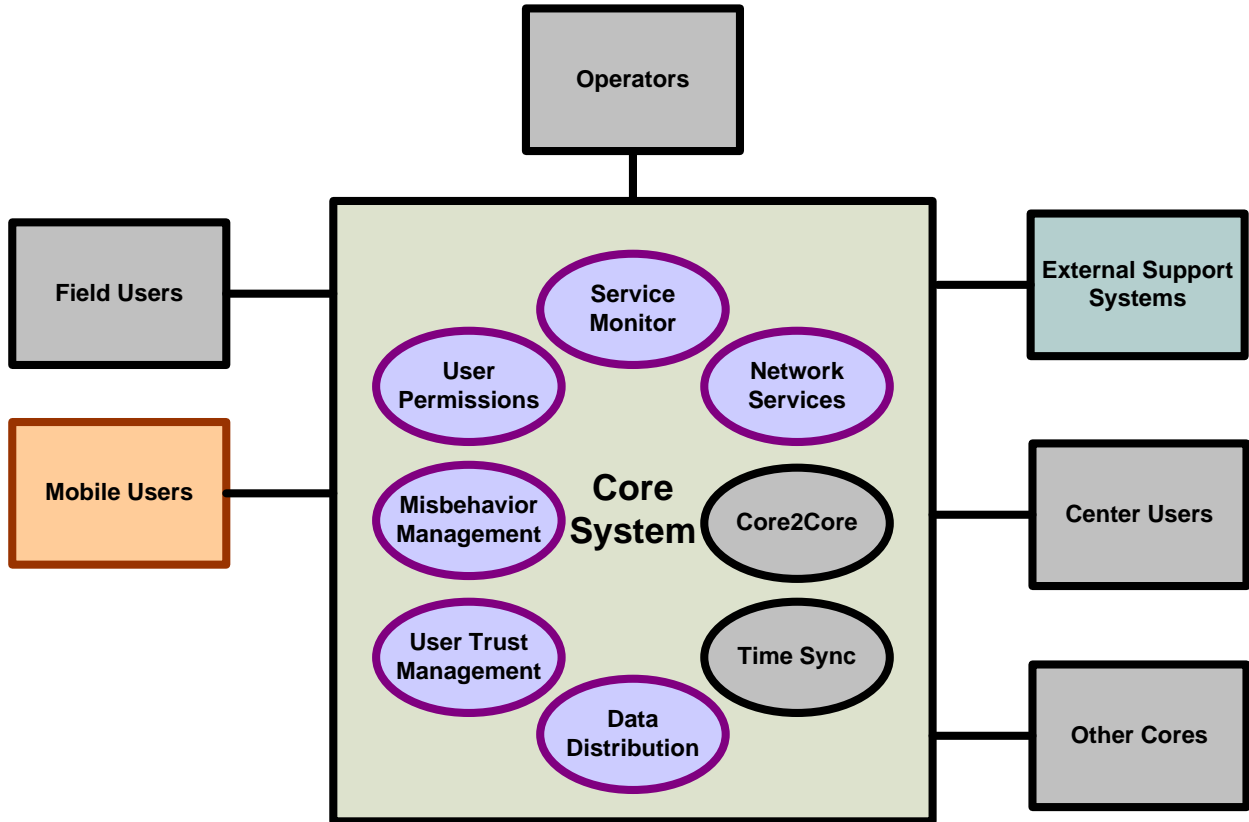 Operators
Field Users
External Support
Systems
Service
Monitor
User
Permissions
Network
Services
Mobile Users
Misbehavior
Management
Core
System
Core2Core
Center Users
User Trust
Management
Time Sync
Data
Distribution
Other Cores